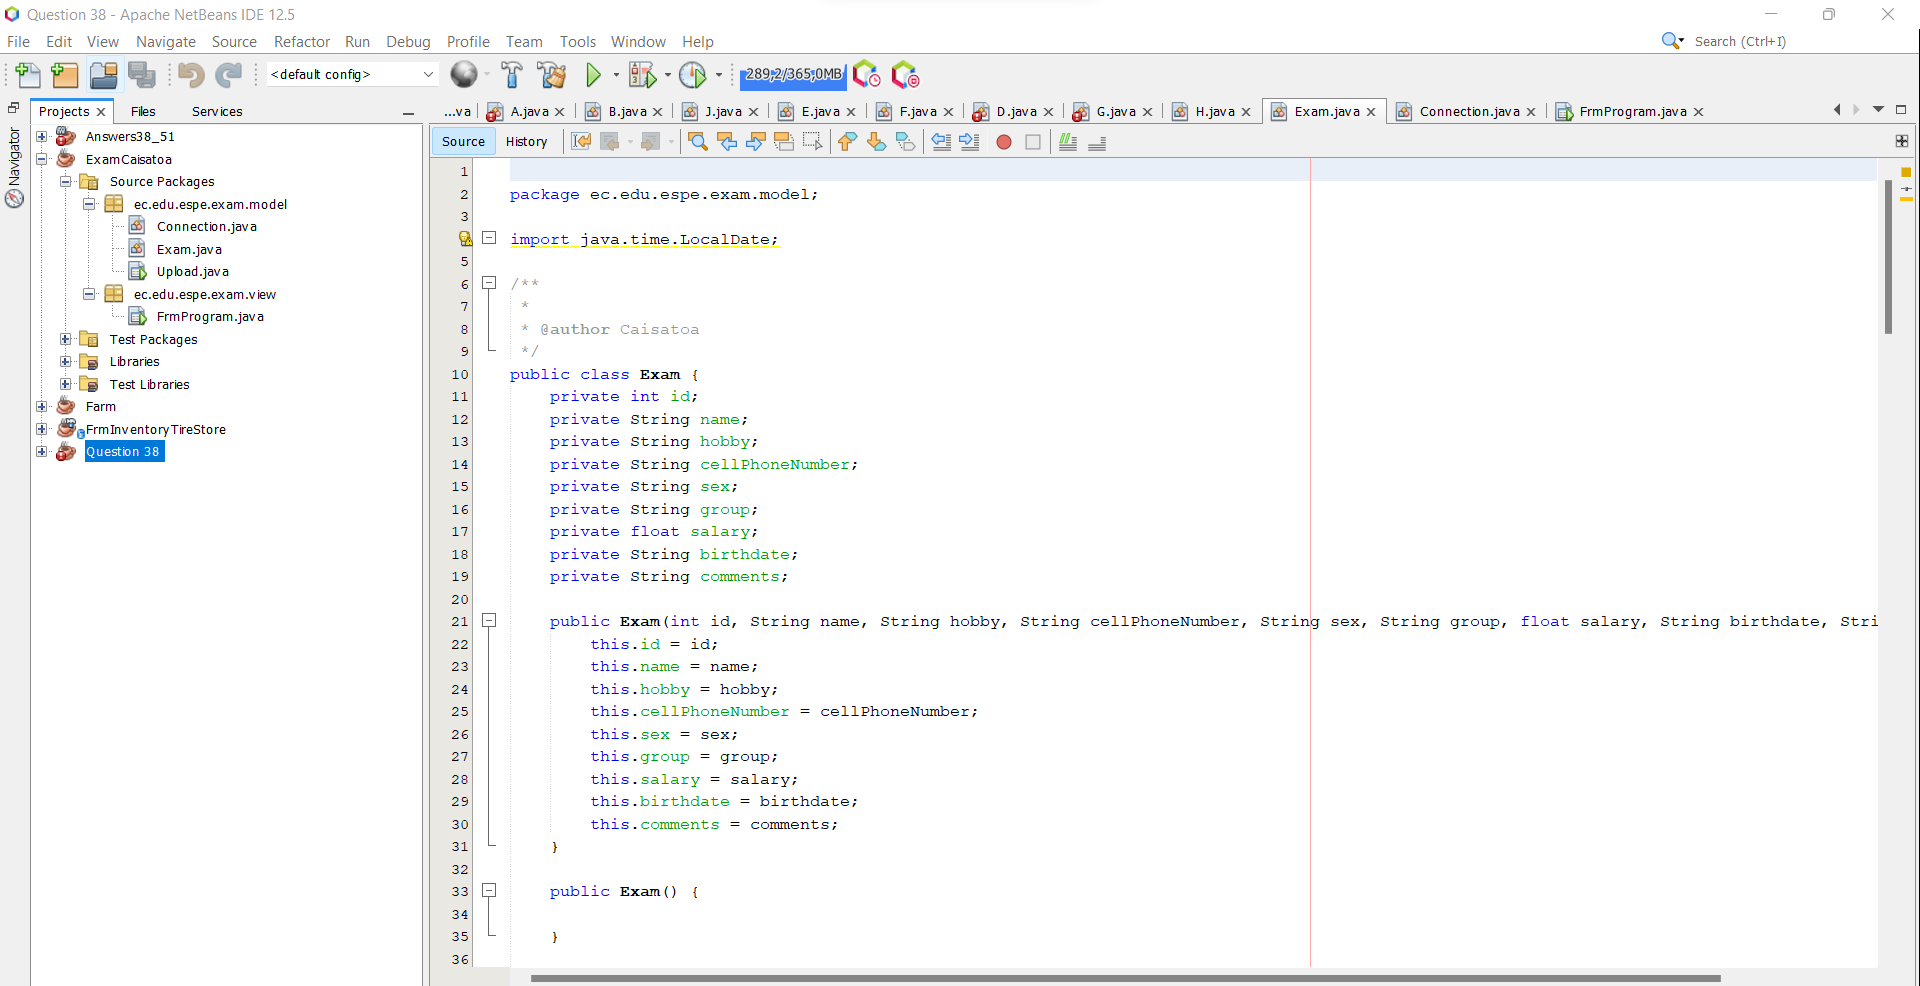 Question 38 - Apache NetBeans IDE 12.5
File Edit View Navigate Source Refactor Run Debug Profile Team Tools Window Help
Search (Ctrl+I)
<default config>
289,2/365,0MB
Projects Files Services
...va A.java B.java J.java E.java F.java D.java G.java H.java Exam.java Connection.java FrmProgram.java
Navigator
Source History
Answers38_51
ExamCaisatoa
Source Packages
ec.edu.espe.exam.model
Connection.java
Exam.java
Upload.java
ec.edu.espe.exam.view
FrmProgram.java
Test Packages
Libraries
Test Libraries
Farm
FrmInventoryTireStore
Question 38
1
2 package ec.edu.espe.exam.model;
3
import java.time.LocalDate;
5
6 /**
7 *
8 * @author Caisatoa
9 */
10 public class Exam {
11 private int id;
12 private String name;
13 private String hobby;
14 private String cellPhoneNumber;
15 private String sex;
16 private String group;
17 private float salary;
18 private String birthdate;
19 private String comments;
20
21 public Exam(int id, String name, String hobby, String cellPhoneNumber, String sex, String group, float salary, String birthdate, Stri
22 this.id = id;
23 this.name = name;
24 this.hobby = hobby;
25 this.cellPhoneNumber = cellPhoneNumber;
26 this.sex = sex;
27 this.group = group;
28 this.salary = salary;
29 this.birthdate = birthdate;
30 this.comments = comments;
31 }
32
33 public Exam() {
34
35 }
36